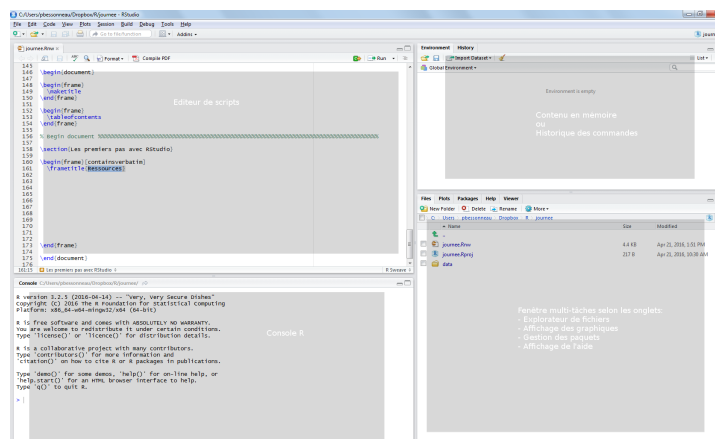 C:/Users/pbessonneau/Dropbox/R/journee - RStudio
File Edit Code View Plots Session Build Debug Tools Help
Go to file/function Addins
journee.Rnw
Format Compile PDF Run
145
146 \begin{document}
147
148 \begin{frame}
149 \maketitle
150 \end{frame}
151
152 \begin{frame}
153 \tableofcontents
154 \end{frame}
155
156 % Begin document %%%%%%%%%%%%%%%%%%%%%%%%%%%%%%%%%%%%%%%%%%%%%%%%%%
157
158 \section{Les premiers pas avec RStudio}
159
160 \begin{frame}[containsverbatim]
161 \frametitle{Ressources}
162
163
164
165
166
167
168
169
170
171
172
173 \end{frame}
174
175 \end{document}
176
Editeur de scripts
161:15 Les premiers pas avec RStudio R Sweave
Console C:/Users/pbessonneau/Dropbox/R/journee/
R version 3.2.5 (2016-04-14) -- "Very, Very Secure Dishes"
Copyright (C) 2016 The R Foundation for Statistical Computing
Platform: x86_64-w64-mingw32/x64 (64-bit)
R is free software and comes with ABSOLUTELY NO WARRANTY.
You are welcome to redistribute it under certain conditions.
Type 'license()' or 'licence()' for distribution details.
R is a collaborative project with many contributors.
Type 'contributors()' for more information and
'citation()' on how to cite R or R packages in publications.
Type 'demo()' for some demos, 'help()' for on-line help, or
'help.start()' for an HTML browser interface to help.
Type 'q()' to quit R.
>
Console R
journ
Environment History
Import Dataset List
Global Environment
Environment is empty
Contenu en mémoire
ou
Historique des commandes
Files Plots Packages Help Viewer
New Folder Delete Rename More
C: Users pbessonneau Dropbox R journee
Name Size Modified
..
journee.Rnw 4.4 KB Apr 21, 2016, 1:51 PM
journee.Rproj 217 B Apr 21, 2016, 10:30 AM
data
Fenêtre multi-tâches selon les onglets:
- Explorateur de fichiers
- Affichage des graphiques
- Gestion des paquets
- Affichage de l'aide